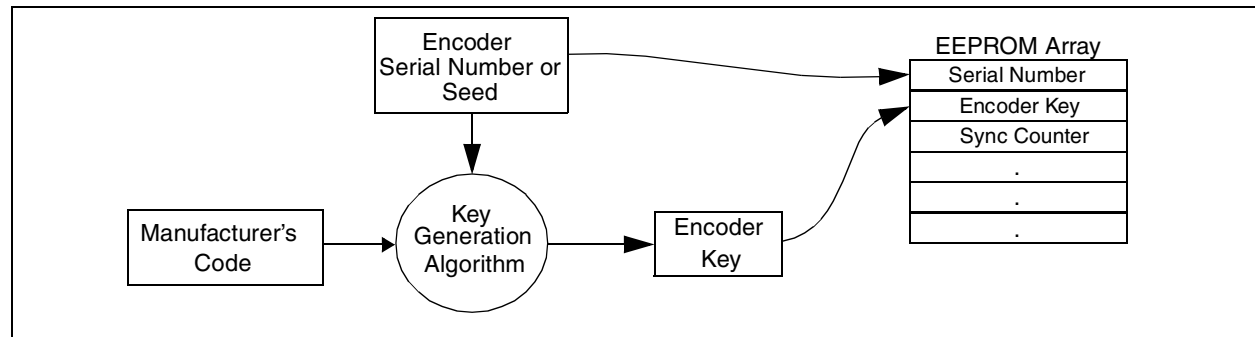 Encoder
Serial Number or
Seed
EEPROM Array
Serial Number
Encoder Key
Sync Counter
.
.
.
Manufacturer's
Code
Key
Generation
Algorithm
Encoder
Key